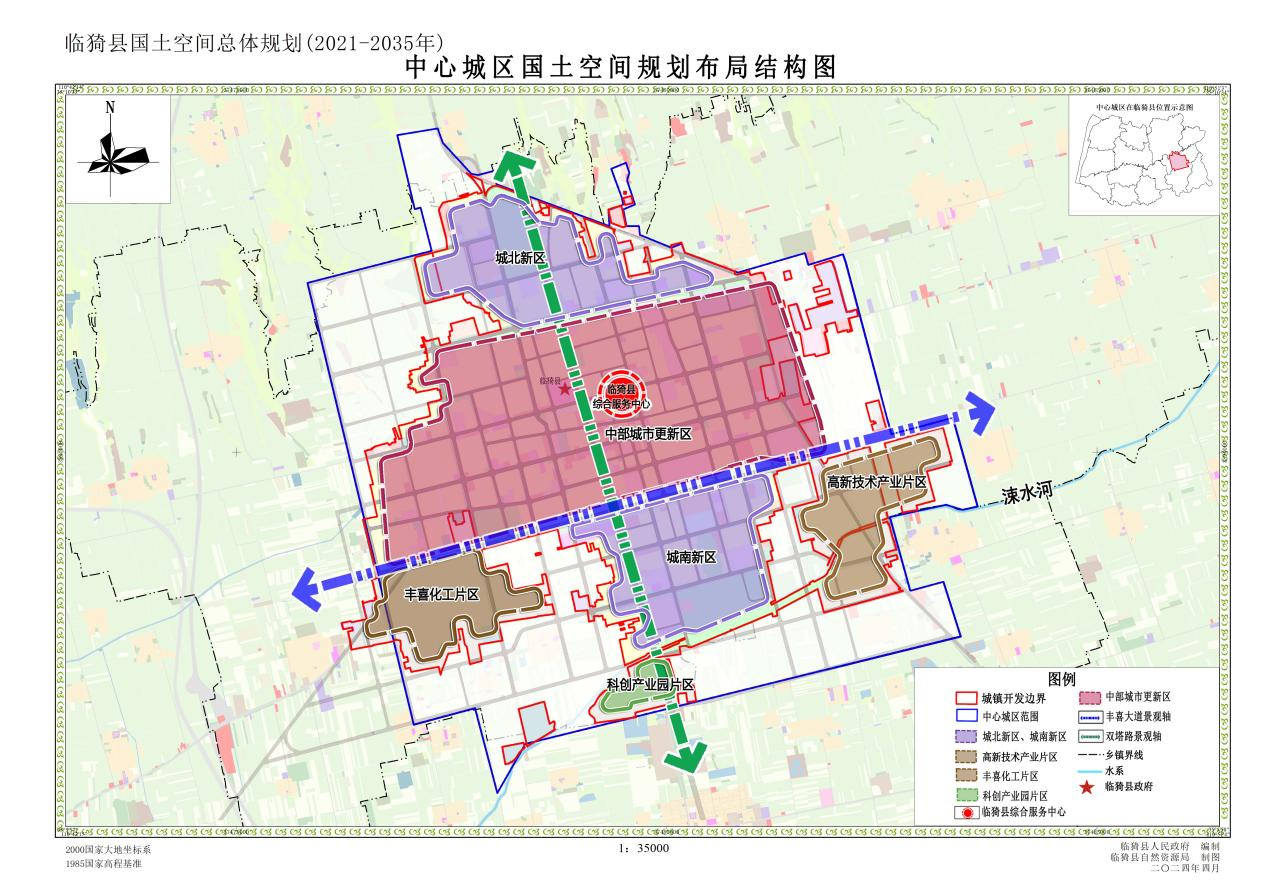 临猗县国土空间总体规划(2021-2035年)
中心城区国土空间规划布局结构图
N
中心城区在临猗县位置示意图
城北新区
临猗县
临猗县
综合服务中心
中部城市更新区
高新技术产业片区
涑水河
城南新区
丰喜化工片区
科创产业园片区
图例
城镇开发边界
中心城区范围
城北新区、城南新区
高新技术产业片区
丰喜化工片区
科创产业园片区
临猗县综合服务中心
中部城市更新区
丰喜大道景观轴
双塔路景观轴
乡镇界线
水系
临猗县政府
2000国家大地坐标系
1985国家高程基准
1: 35000
临猗县人民政府 编制
临猗县自然资源局 制图
二〇二四年四月